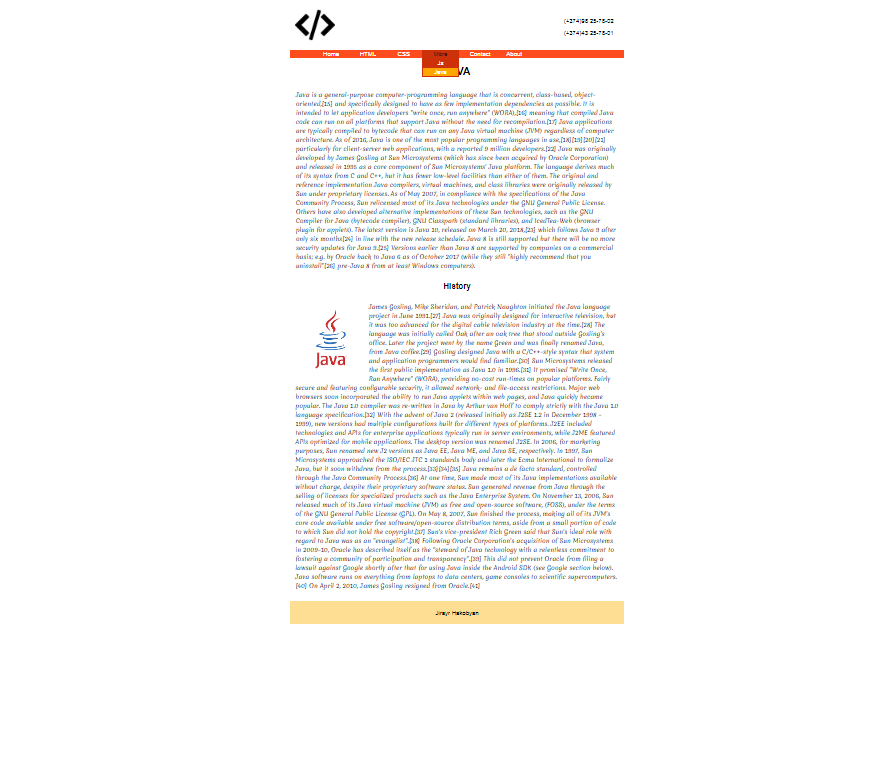 </>
(+374)98 25-75-02
(+374)43 25-75-01
Home HTML CSS More Contact About
Js
Java
VA
Java is a general-purpose computer-programming language that is concurrent, class-based, object-
oriented,[15] and specifically designed to have as few implementation dependencies as possible. It is
intended to let application developers "write once, run anywhere" (WORA),[16] meaning that compiled Java
code can run on all platforms that support Java without the need for recompilation.[17] Java applications
are typically compiled to bytecode that can run on any Java virtual machine (JVM) regardless of computer
architecture. As of 2016, Java is one of the most popular programming languages in use,[18][19][20][21]
particularly for client-server web applications, with a reported 9 million developers.[22] Java was originally
developed by James Gosling at Sun Microsystems (which has since been acquired by Oracle Corporation)
and released in 1995 as a core component of Sun Microsystems' Java platform. The language derives much
of its syntax from C and C++, but it has fewer low-level facilities than either of them. The original and
reference implementation Java compilers, virtual machines, and class libraries were originally released by
Sun under proprietary licenses. As of May 2007, in compliance with the specifications of the Java
Community Process, Sun relicensed most of its Java technologies under the GNU General Public License.
Others have also developed alternative implementations of these Sun technologies, such as the GNU
Compiler for Java (bytecode compiler), GNU Classpath (standard libraries), and IcedTea-Web (browser
plugin for applets). The latest version is Java 10, released on March 20, 2018,[23] which follows Java 9 after
only six months[24] in line with the new release schedule. Java 8 is still supported but there will be no more
security updates for Java 9.[25] Versions earlier than Java 8 are supported by companies on a commercial
basis; e.g. by Oracle back to Java 6 as of October 2017 (while they still "highly recommend that you
uninstall"[26] pre-Java 8 from at least Windows computers).
History
James Gosling, Mike Sheridan, and Patrick Naughton initiated the Java language
project in June 1991.[27] Java was originally designed for interactive television, but
it was too advanced for the digital cable television industry at the time.[28] The
language was initially called Oak after an oak tree that stood outside Gosling's
office. Later the project went by the name Green and was finally renamed Java,
from Java coffee.[29] Gosling designed Java with a C/C++-style syntax that system
and application programmers would find familiar.[30] Sun Microsystems released
the first public implementation as Java 1.0 in 1996.[31] It promised "Write Once,
Java
Run Anywhere" (WORA), providing no-cost run-times on popular platforms. Fairly
secure and featuring configurable security, it allowed network- and file-access restrictions. Major web
browsers soon incorporated the ability to run Java applets within web pages, and Java quickly became
popular. The Java 1.0 compiler was re-written in Java by Arthur van Hoff to comply strictly with the Java 1.0
language specification.[32] With the advent of Java 2 (released initially as J2SE 1.2 in December 1998 –
1999), new versions had multiple configurations built for different types of platforms. J2EE included
technologies and APIs for enterprise applications typically run in server environments, while J2ME featured
APIs optimized for mobile applications. The desktop version was renamed J2SE. In 2006, for marketing
purposes, Sun renamed new J2 versions as Java EE, Java ME, and Java SE, respectively. In 1997, Sun
Microsystems approached the ISO/IEC JTC 1 standards body and later the Ecma International to formalize
Java, but it soon withdrew from the process.[33][34][35] Java remains a de facto standard, controlled
through the Java Community Process.[36] At one time, Sun made most of its Java implementations available
without charge, despite their proprietary software status. Sun generated revenue from Java through the
selling of licenses for specialized products such as the Java Enterprise System. On November 13, 2006, Sun
released much of its Java virtual machine (JVM) as free and open-source software, (FOSS), under the terms
of the GNU General Public License (GPL). On May 8, 2007, Sun finished the process, making all of its JVM's
core code available under free software/open-source distribution terms, aside from a small portion of code
to which Sun did not hold the copyright.[37] Sun's vice-president Rich Green said that Sun's ideal role with
regard to Java was as an "evangelist".[38] Following Oracle Corporation's acquisition of Sun Microsystems
in 2009–10, Oracle has described itself as the "steward of Java technology with a relentless commitment to
fostering a community of participation and transparency".[39] This did not prevent Oracle from filing a
lawsuit against Google shortly after that for using Java inside the Android SDK (see Google section below).
Java software runs on everything from laptops to data centers, game consoles to scientific supercomputers.
[40] On April 2, 2010, James Gosling resigned from Oracle.[41]
Jirayr Hakobyan